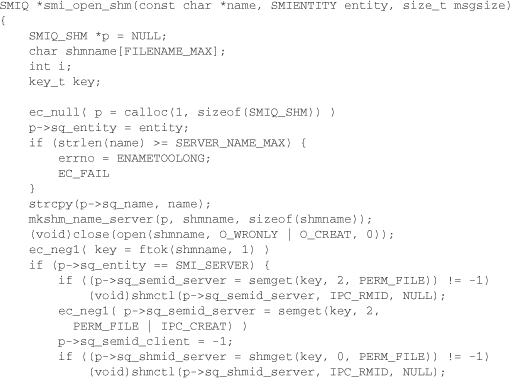 SMIQ *smi_open_shm(const char *name, SMIENTITY entity, size_t msgsize)
{
    SMIQ_SHM *p = NULL;
    char shmname[FILENAME_MAX];
    int i;
    key_t key;

    ec_null( p = calloc(1, sizeof(SMIQ_SHM)) )
    p->sq_entity = entity;
    if (strlen(name) >= SERVER_NAME_MAX) {
        errno = ENAMETOOLONG;
        EC_FAIL
    }
    strcpy(p->sq_name, name);
    mkshm_name_server(p, shmname, sizeof(shmname));
    (void)close(open(shmname, O_WRONLY | O_CREAT, 0));
    ec_neg1( key = ftok(shmname, 1) )
    if (p->sq_entity == SMI_SERVER) {
        if ((p->sq_semid_server = semget(key, 2, PERM_FILE)) != -1)
            (void)shmctl(p->sq_semid_server, IPC_RMID, NULL);
        ec_neg1( p->sq_semid_server = semget(key, 2,
          PERM_FILE | IPC_CREAT) )
        p->sq_semid_client = -1;
        if ((p->sq_shmid_server = shmget(key, 0, PERM_FILE)) != -1)
            (void)shmctl(p->sq_shmid_server, IPC_RMID, NULL);